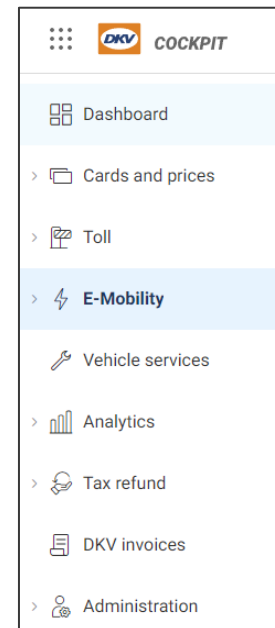 DKV COCKPIT
Dashboard
Cards and prices
Toll
E-Mobility
Vehicle services
Analytics
Tax refund
DKV invoices
Administration